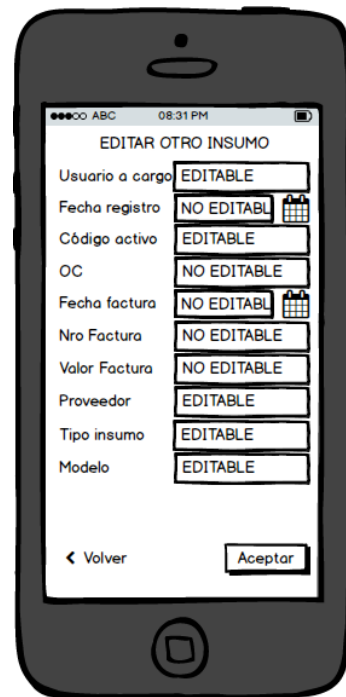 ABC 08:31 PM
EDITAR OTRO INSUMO
Usuario a cargo EDITABLE
Fecha registro NO EDITABL
Código activo EDITABLE
OC NO EDITABLE
Fecha factura NO EDITABL
Nro Factura NO EDITABLE
Valor Factura NO EDITABLE
Proveedor EDITABLE
Tipo insumo EDITABLE
Modelo EDITABLE
Volver Aceptar